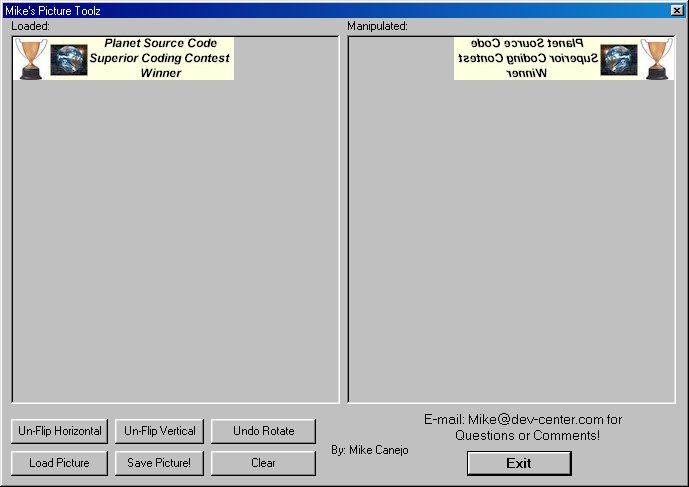 Mike's Picture Toolz
Loaded:
Manipulated:
Planet Source Code
Superior Coding Contest
Winner
Planet Source Code
Superior Coding Contest
Winner
Un-Flip Horizontal
Un-Flip Vertical
Undo Rotate
Load Picture
Save Picture!
Clear
By: Mike Canejo
E-mail: Mike@dev-center.com for
Questions or Comments!
Exit